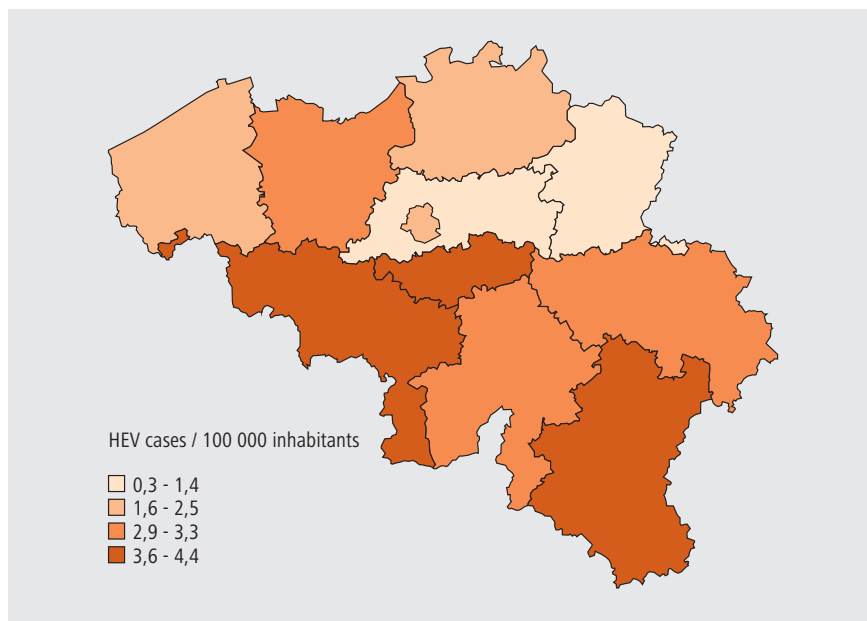 HEV cases / 100 000 inhabitants
0,3 - 1,4
1,6 - 2,5
2,9 - 3,3
3,6 - 4,4